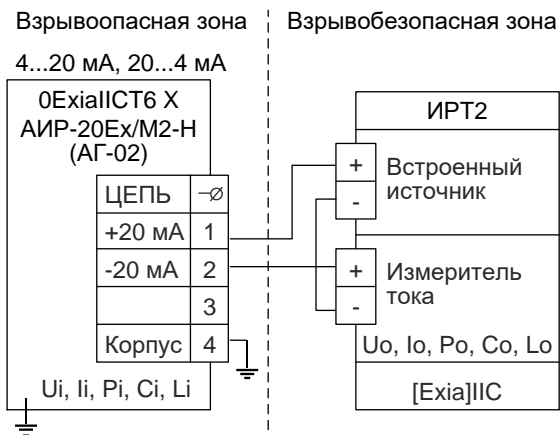 Взрывоопасная зона
Взрывобезопасная зона
4...20 мА, 20...4 мА
0ExiaIICT6 X
АИР-20Ex/М2-Н
(АГ-02)
ЦЕПЬ
+20 мА 1
-20 мА 2
3
Корпус 4
Ui, Ii, Pi, Ci, Li
ИРТ2
+ Встроенный
- источник
+ Измеритель
- тока
Uo, Io, Po, Co, Lo
[Exia]IIC